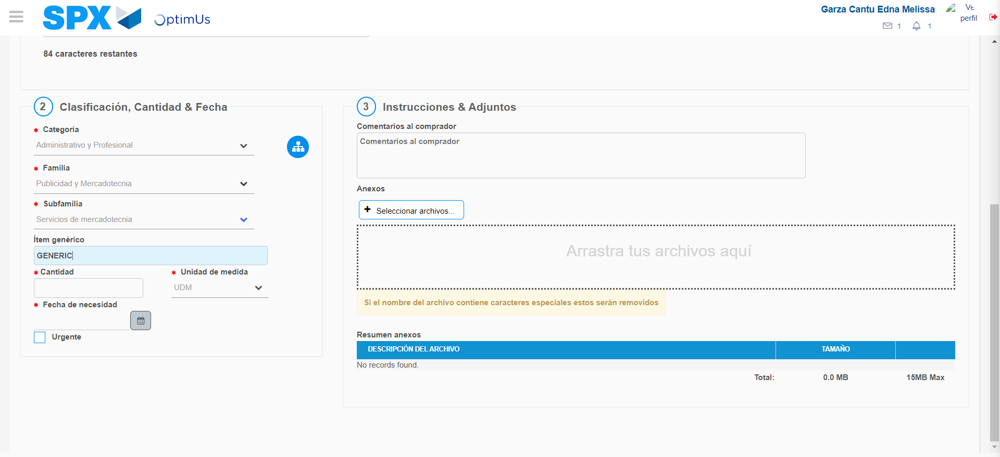 SPX
OptimUs
Garza Cantu Edna Melissa
Ve
perfil
1
1
84 caracteres restantes
2 Clasificación, Cantidad & Fecha
* Categoría
Administrativo y Profesional
* Familia
Publicidad y Mercadotecnia
* Subfamilia
Servicios de mercadotecnia
Ítem genérico
GENERIC
* Cantidad
* Unidad de medida
UDM
* Fecha de necesidad
Urgente
3 Instrucciones & Adjuntos
Comentarios al comprador
Comentarios al comprador
Anexos
Seleccionar archivos...
Arrastra tus archivos aquí
Si el nombre del archivo contiene caracteres especiales estos serán removidos
Resumen anexos
DESCRIPCIÓN DEL ARCHIVO TAMAÑO
No records found.
Total: 0.0 MB 15MB Max